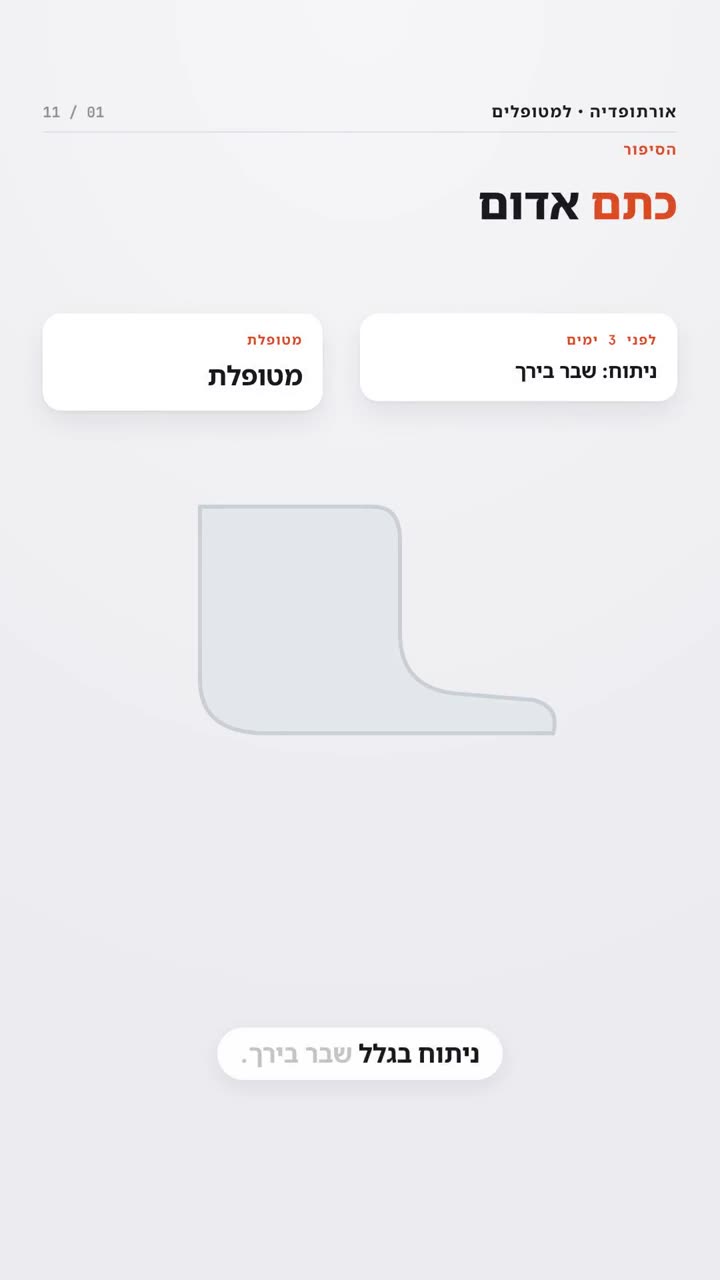 אורתופדיה · למטופלים
01 / 11
הסיפור
כתם אדום
לפני 3 ימים
ניתוח: שבר בירך
מטופלת
מטופלת
ניתוח בגלל שבר בירך.